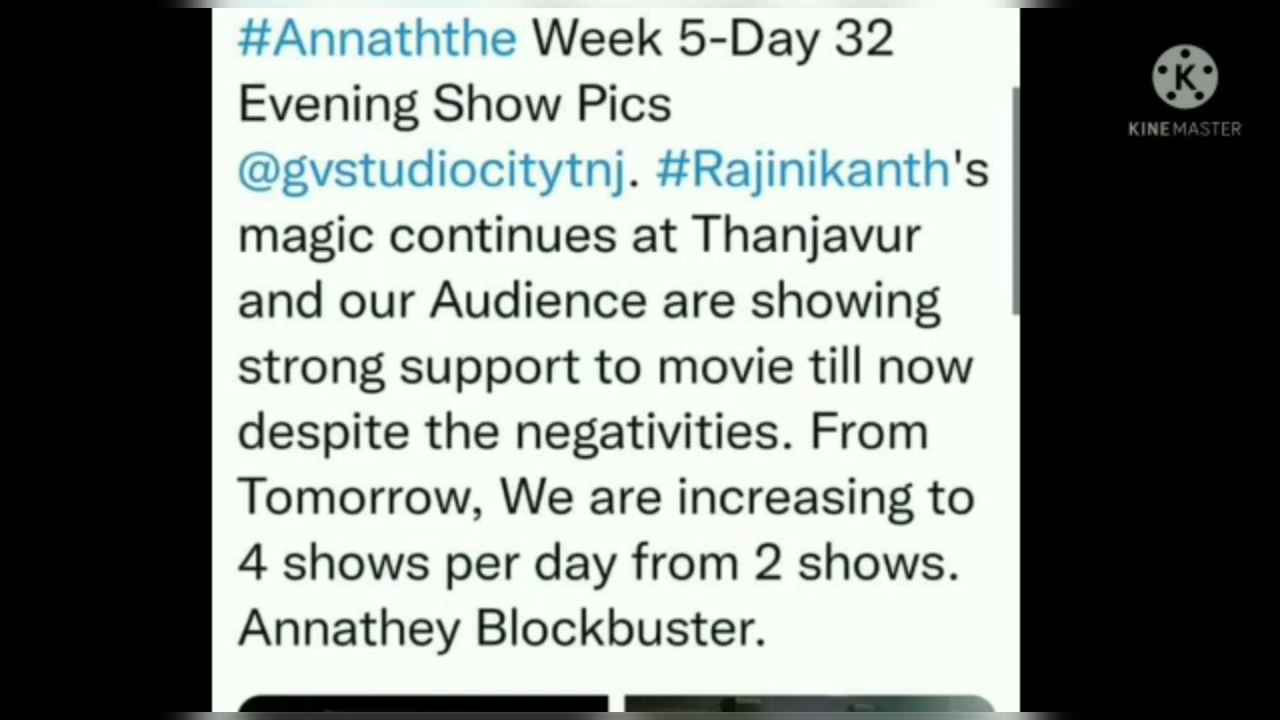 #Annaththe Week 5-Day 32
Evening Show Pics
@gvstudiocitytnj. #Rajinikanth's
magic continues at Thanjavur
and our Audience are showing
strong support to movie till now
despite the negativities. From
Tomorrow, We are increasing to
4 shows per day from 2 shows.
Annathey Blockbuster.
K
KINEMASTER